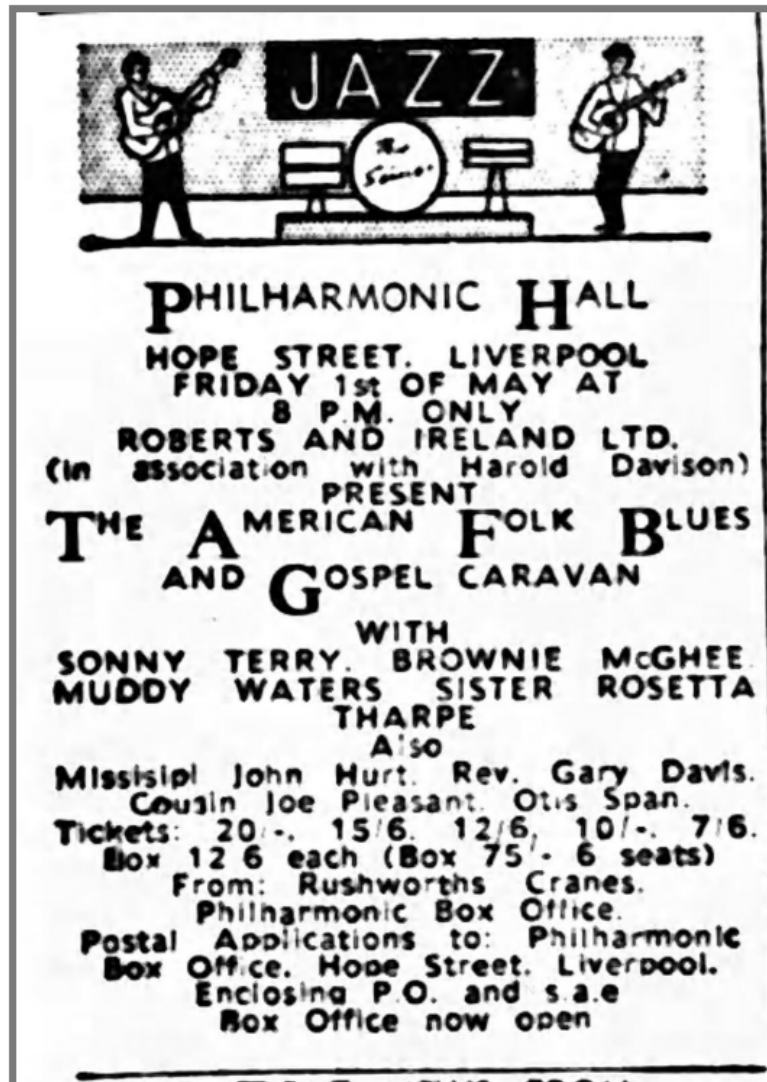 JAZZ
The
PHILHARMONIC HALL
HOPE STREET. LIVERPOOL
FRIDAY 1st OF MAY AT
8 P.M. ONLY
ROBERTS AND IRELAND LTD.
(In association with Harold Davison)
PRESENT
THE AMERICAN FOLK BLUES
AND GOSPEL CARAVAN
WITH
SONNY TERRY. BROWNIE McGHEE
MUDDY WATERS SISTER ROSETTA
THARPE
Also
Missisipi John Hurt. Rev. Gary Davis.
Cousin Joe Pleasant. Otis Span.
Tickets: 20/-. 15/6. 12/6. 10/-. 7/6.
Box 12 6 each (Box 75/- 6 seats)
From: Rushworths Cranes.
Philharmonic Box Office.
Postal Applications to: Philharmonic
Box Office. Hope Street. Liverpool.
Enclosing P.O. and s.a.e
Box Office now open